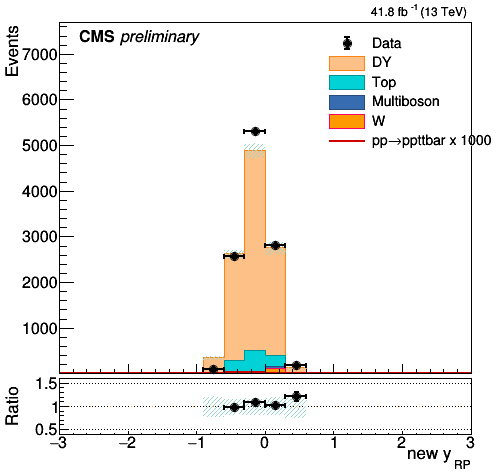 41.8 fb⁻¹ (13 TeV)
CMS preliminary
Events
7000
6000
5000
4000
3000
2000
1000
Data
DY
Top
Multiboson
W
pp→ppttbar x 1000
Ratio
1.5
1
0.5
−3 −2 −1 0 1 2 3
new y RP